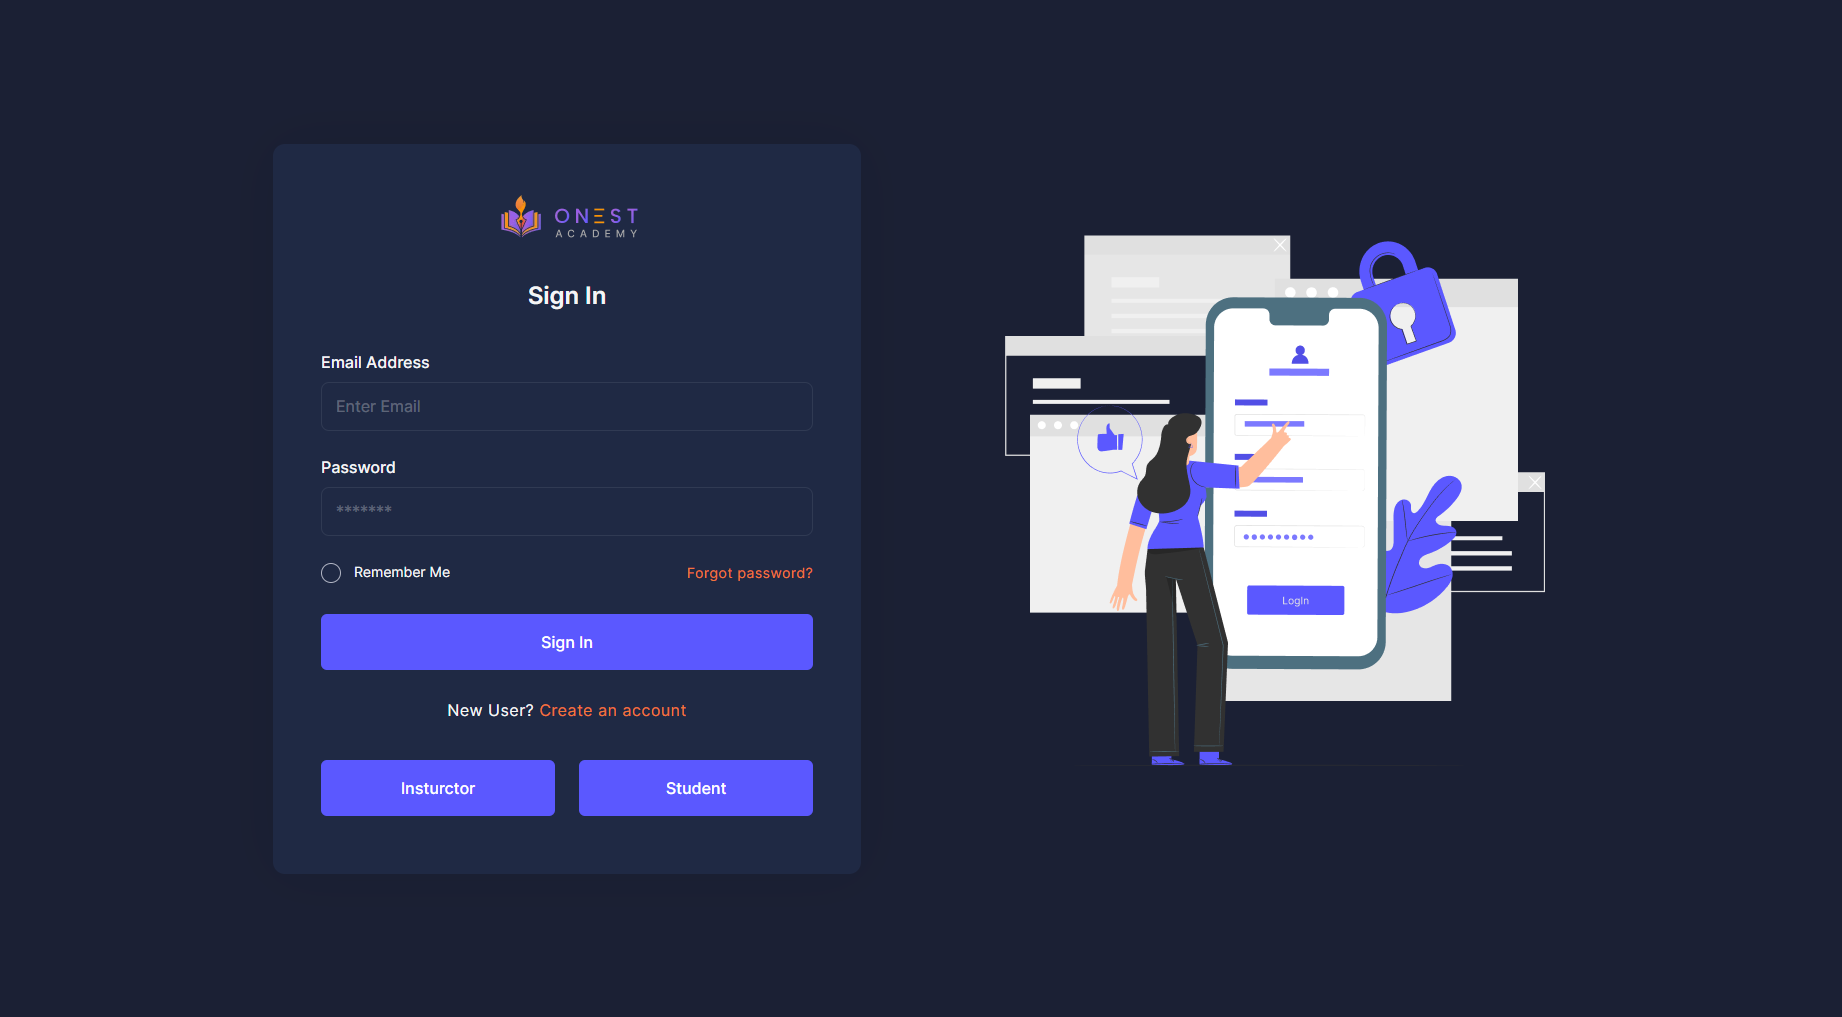 ONEST
ACADEMY
Sign In
Email Address
Enter Email
Password
*******
Remember Me
Forgot password?
Sign In
New User? Create an account
Insturctor
Student
LogIn